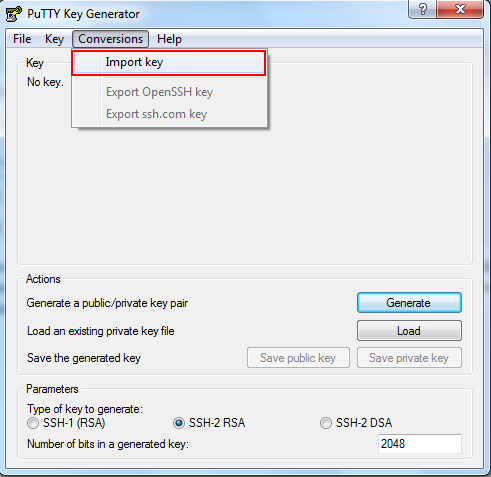 PuTTY Key Generator
?
File Key Conversions Help
Import key
Export OpenSSH key
Export ssh.com key
Key
No key.
Actions
Generate a public/private key pair Generate
Load an existing private key file Load
Save the generated key Save public key Save private key
Parameters
Type of key to generate:
SSH-1 (RSA) SSH-2 RSA SSH-2 DSA
Number of bits in a generated key: 2048